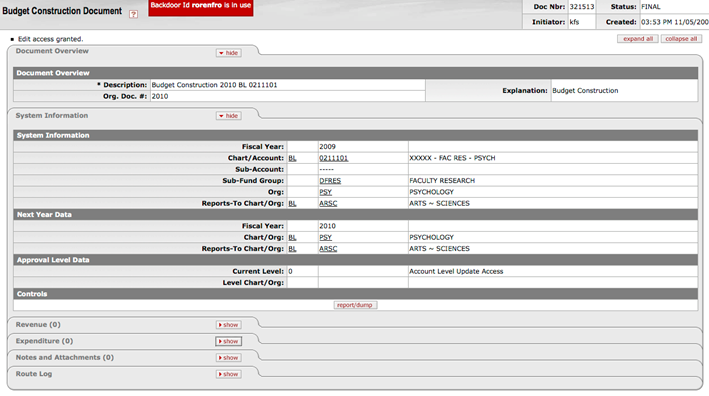 Budget Construction Document ?
Backdoor Id rorenfro is in use
Doc Nbr: 321513 Status: FINAL
Initiator: kfs Created: 03:53 PM 11/05/200
Edit access granted.
expand all collapse all
Document Overview hide
Document Overview
* Description: Budget Construction 2010 BL 0211101
Org. Doc. #: 2010
Explanation: Budget Construction
System Information hide
System Information
Fiscal Year: 2009
Chart/Account: BL 0211101 XXXXX - FAC RES - PSYCH
Sub-Account: -----
Sub-Fund Group: DFRES FACULTY RESEARCH
Org: PSY PSYCHOLOGY
Reports-To Chart/Org: BL ARSC ARTS ~ SCIENCES
Next Year Data
Fiscal Year: 2010
Chart/Org: BL PSY PSYCHOLOGY
Reports-To Chart/Org: BL ARSC ARTS ~ SCIENCES
Approval Level Data
Current Level: 0 Account Level Update Access
Level Chart/Org:
Controls
report/dump
Revenue (0) show
Expenditure (0) show
Notes and Attachments (0) show
Route Log show